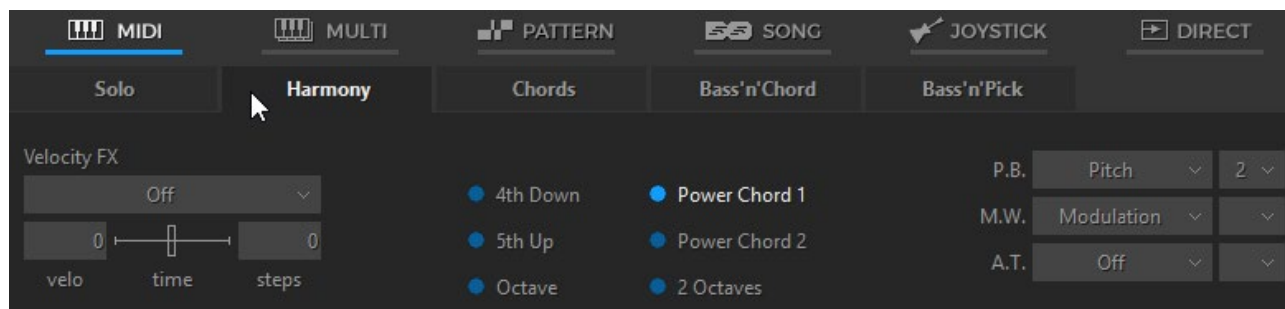 MIDI MULTI PATTERN SONG JOYSTICK DIRECT
Solo Harmony Chords Bass'n'Chord Bass'n'Pick
Velocity FX
Off
0 0
velo time steps
4th Down Power Chord 1
5th Up Power Chord 2
Octave 2 Octaves
P.B. Pitch 2
M.W. Modulation
A.T. Off